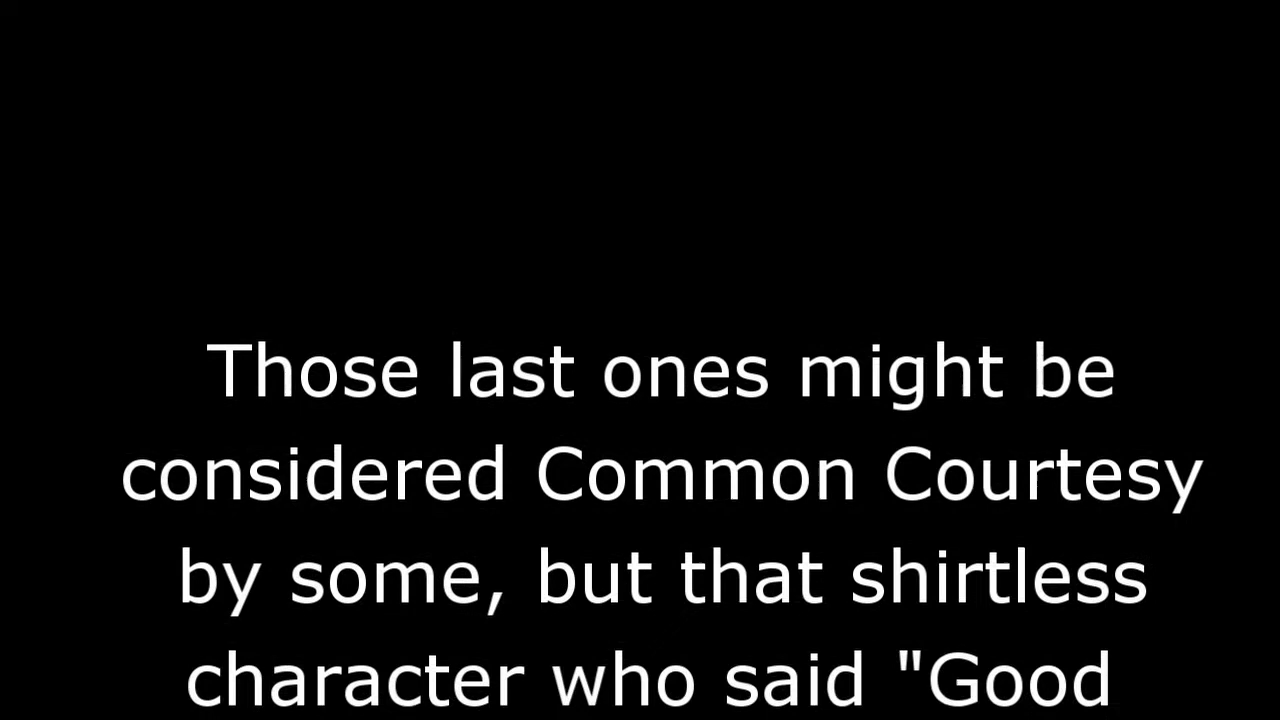 Those last ones might be
considered Common Courtesy
by some, but that shirtless
character who said "Good